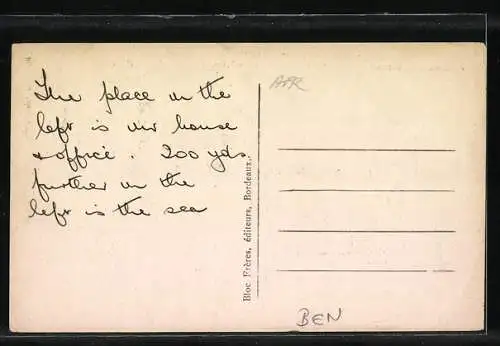 The place on the
left is our house
& office. 200 yds
further on the
left is the sea
Bloc Frères, éditeurs, Bordeaux.
AFR
BEN